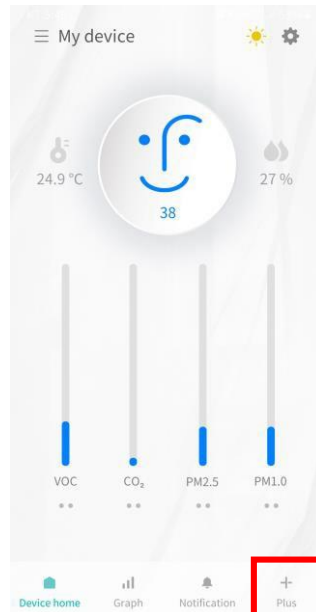 My device
24.9 °C
38
27 %
VOC CO₂ PM2.5 PM1.0
Device home Graph Notification Plus